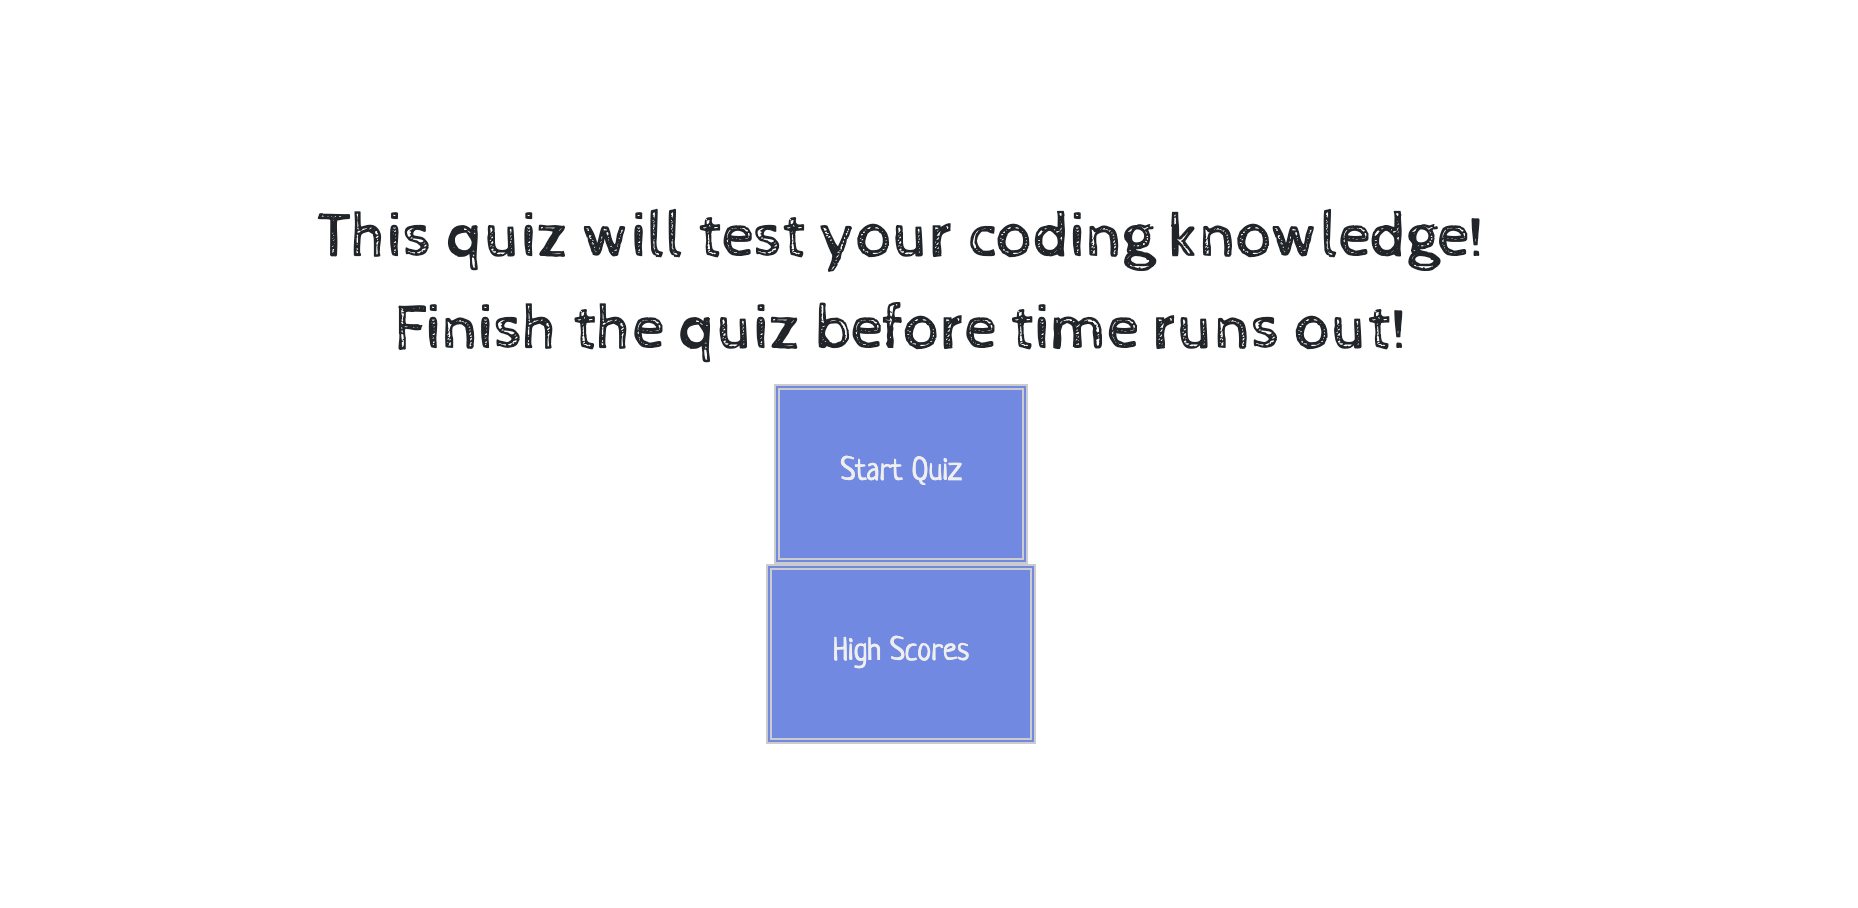 This quiz will test your coding knowledge!
Finish the quiz before time runs out!
Start Quiz
High Scores